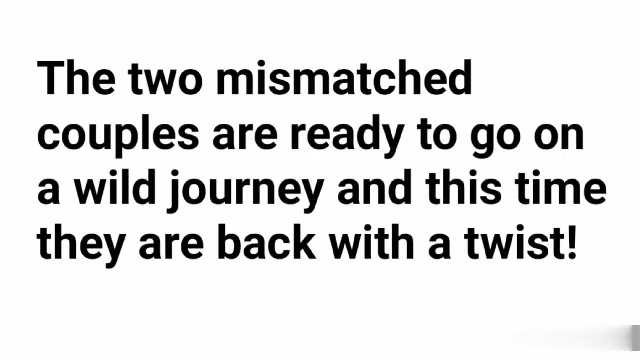 The two mismatched
couples are ready to go on
a wild journey and this time
they are back with a twist!